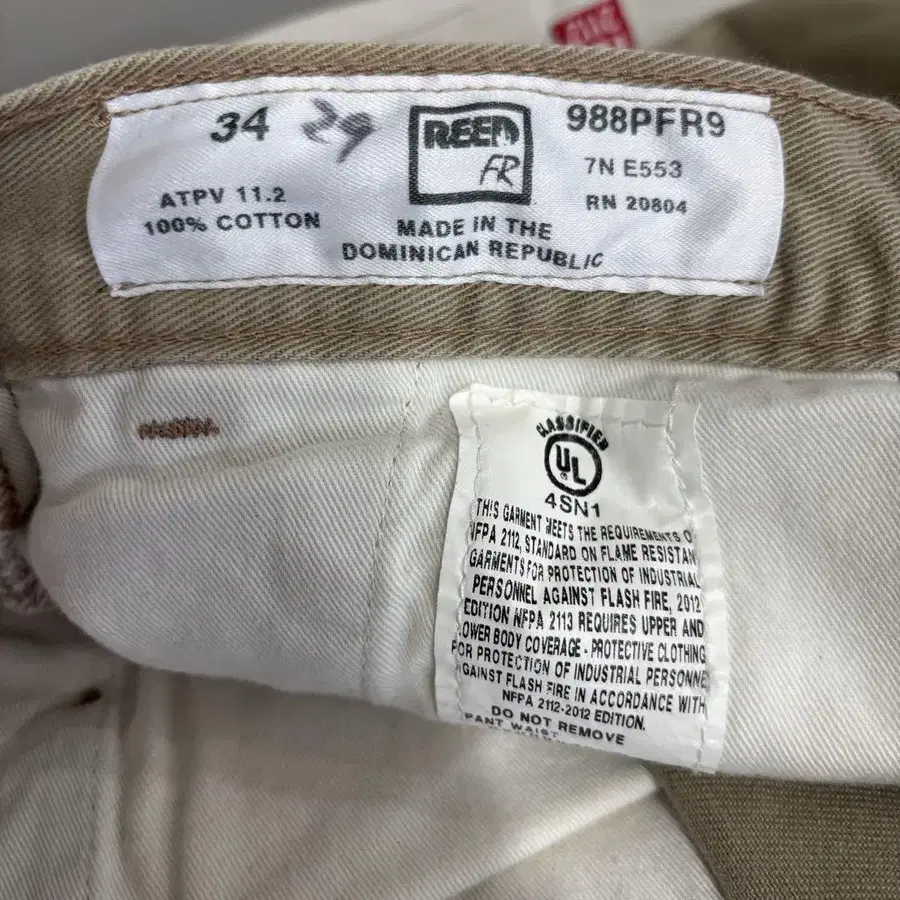 34 29
REED
FR
988PFR9
7N E553
RN 20804
ATPV 11.2
100% COTTON
MADE IN THE
DOMINICAN REPUBLIC
CLASSIFIED
UL
®
4SN1
THIS GARMENT MEETS THE REQUIREMENTS O
NFPA 2112, STANDARD ON FLAME RESISTAN
GARMENTS FOR PROTECTION OF INDUSTRIAL
PERSONNEL AGAINST FLASH FIRE, 2012
EDITION NFPA 2113 REQUIRES UPPER AND
LOWER BODY COVERAGE - PROTECTIVE CLOTHING
FOR PROTECTION OF INDUSTRIAL PERSONNE
AGAINST FLASH FIRE IN ACCORDANCE WITH
NFPA 2112-2012 EDITION.
DO NOT REMOVE
PANT WAIST